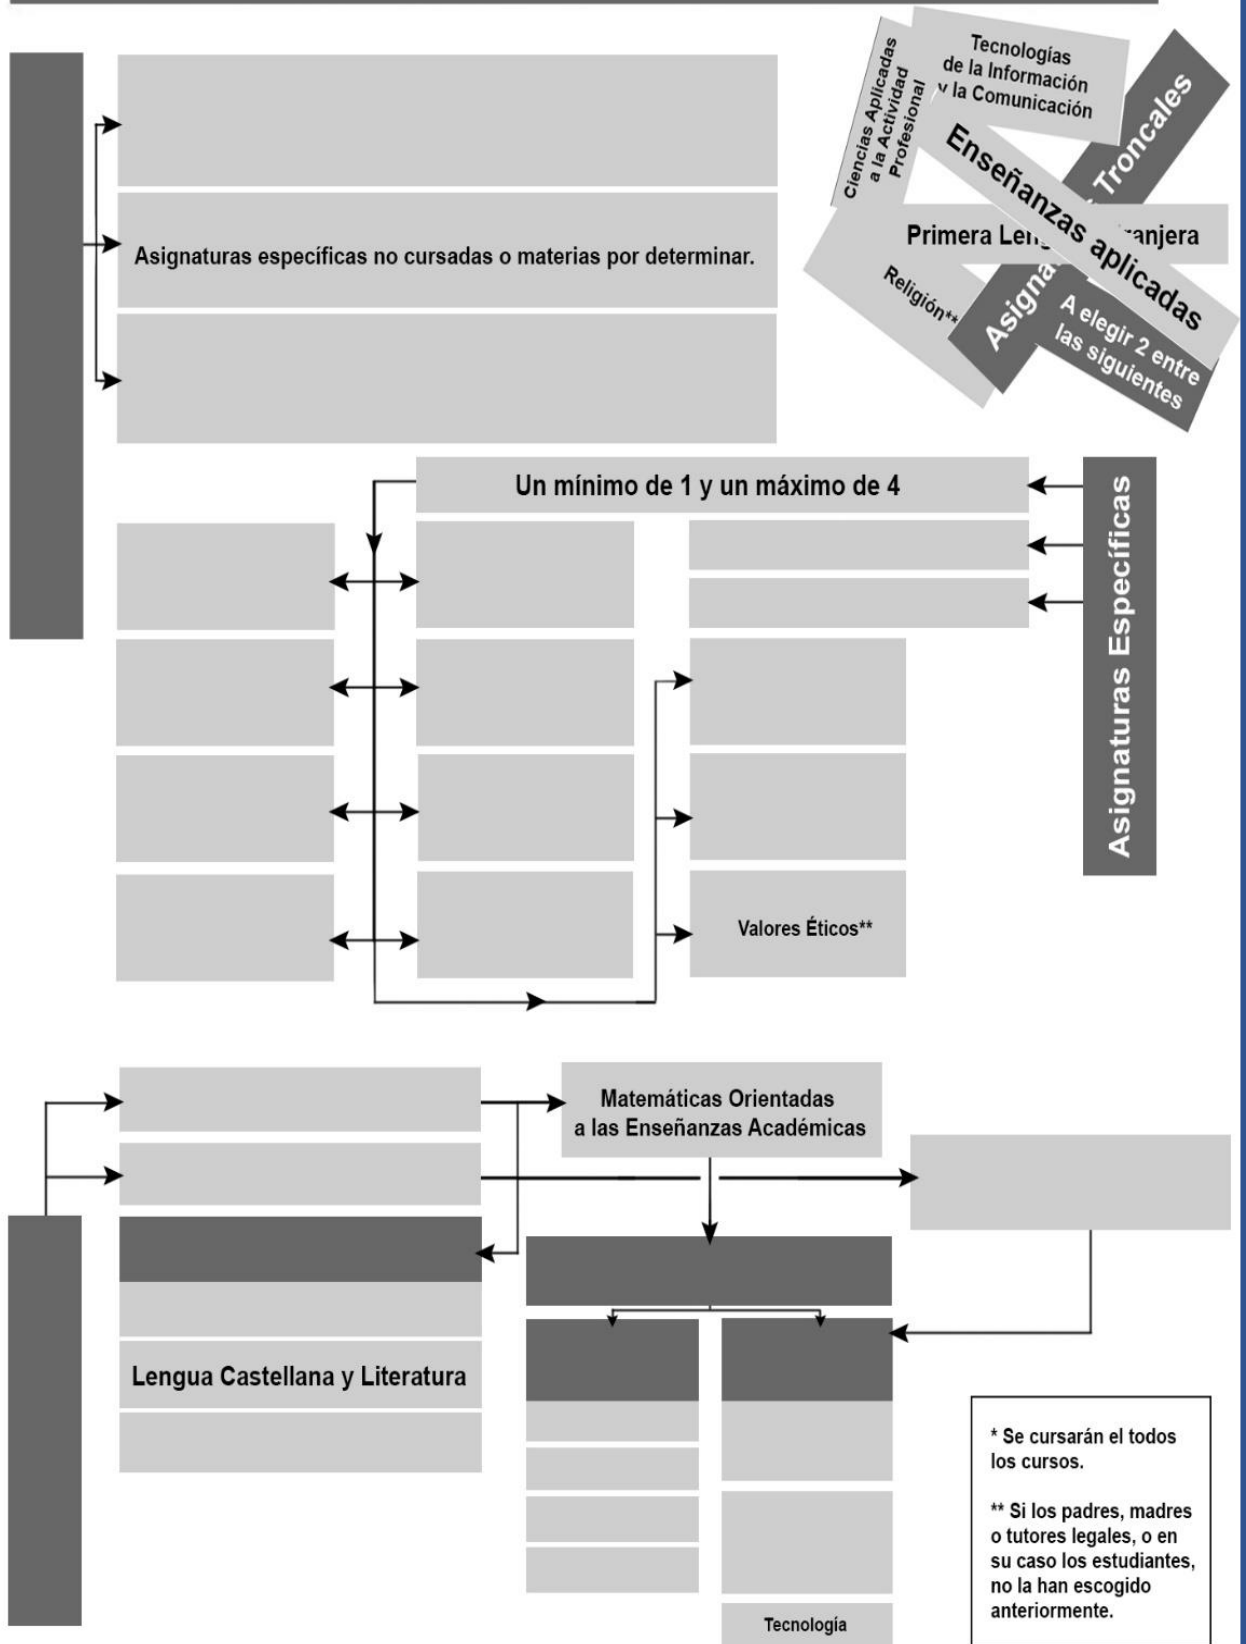 Tecnologías
de la Información
y la Comunicación
Ciencias Aplicadas
a la Actividad
Profesional
Troncales
Enseñanzas aplicadas
Primera
Religión**
A elegir 2 entre
las siguientes
Asignaturas específicas no cursadas o materias por determinar.
Un mínimo de 1 y un máximo de 4
Asignaturas Específicas
Valores Éticos**
Matemáticas Orientadas
a las Enseñanzas Académicas
Lengua Castellana y Literatura
Tecnología
* Se cursarán el todos
los cursos.
** Si los padres, madres
o tutores legales, o en
su caso los estudiantes,
no la han escogido
anteriormente.